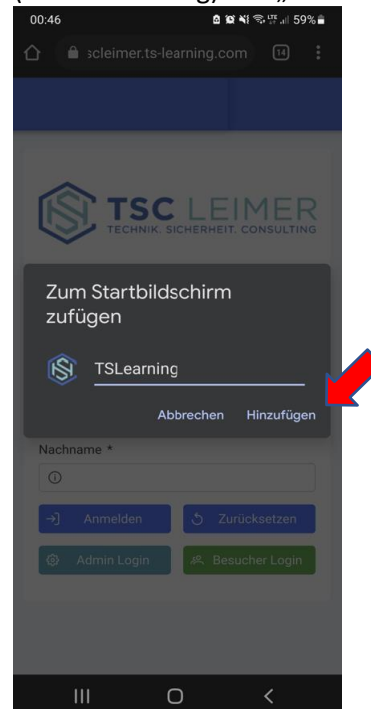 00:46
59%
scleimer.ts-learning.com
14
TSC LEIMER
TECHNIK. SICHERHEIT. CONSULTING
Zum Startbildschirm
zufügen
TSLearning
Abbrechen Hinzufügen
Nachname *
Anmelden Zurücksetzen
Admin Login Besucher Login